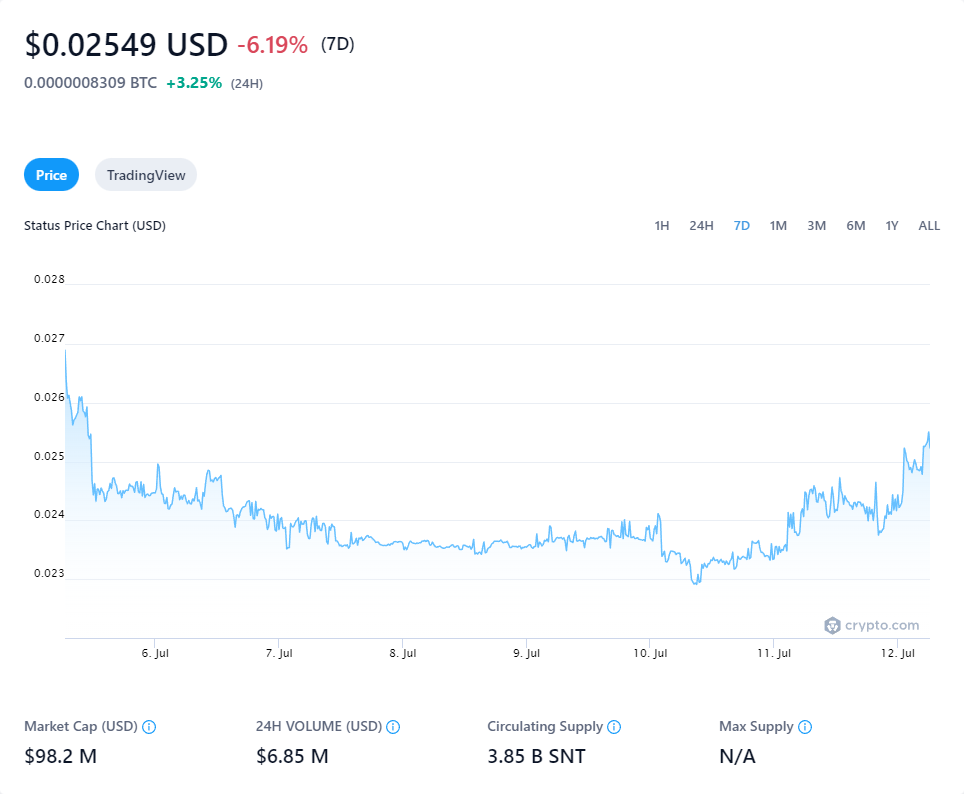 $0.02549 USD -6.19% (7D)
0.0000008309 BTC +3.25% (24H)
Price TradingView
Status Price Chart (USD) 1H 24H 7D 1M 3M 6M 1Y ALL
0.028
0.027
0.026
0.025
0.024
0.023
crypto.com
6. Jul 7. Jul 8. Jul 9. Jul 10. Jul 11. Jul 12. Jul
Market Cap (USD) 24H VOLUME (USD) Circulating Supply Max Supply
$98.2 M $6.85 M 3.85 B SNT N/A